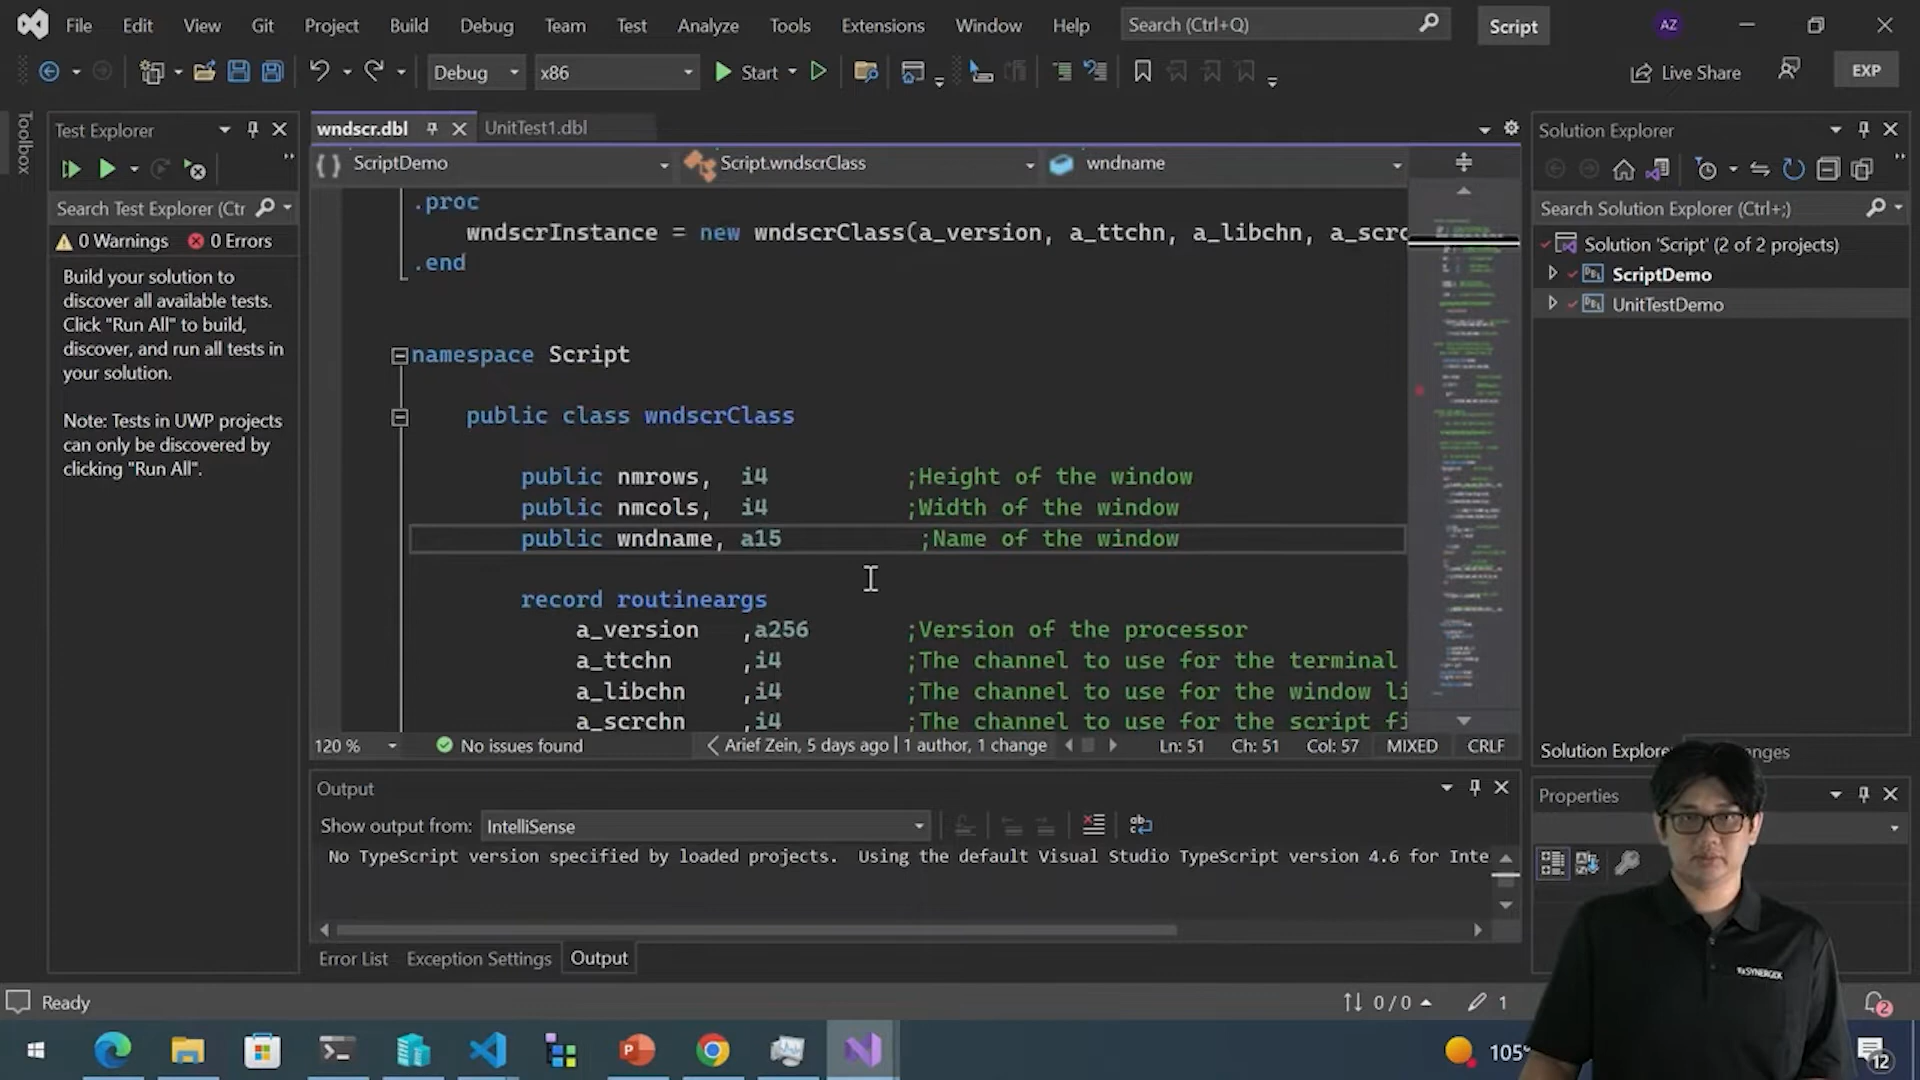 File Edit View Git Project Build Debug Team Test Analyze Tools Extensions Window Help Search (Ctrl+Q) Script AZ
Debug x86 Start Live Share EXP
Toolbox
Test Explorer
Search Test Explorer (Ctr
0 Warnings 0 Errors
Build your solution to
discover all available tests.
Click "Run All" to build,
discover, and run all tests in
your solution.
Note: Tests in UWP projects
can only be discovered by
clicking "Run All".
wndscr.dbl UnitTest1.dbl
ScriptDemo Script.wndscrClass wndname
.proc
wndscrInstance = new wndscrClass(a_version, a_ttchn, a_libchn, a_scrc
.end
namespace Script
public class wndscrClass
public nmrows, i4 ;Height of the window
public nmcols, i4 ;Width of the window
public wndname, a15 ;Name of the window
record routineargs
a_version ,a256 ;Version of the processor
a_ttchn ,i4 ;The channel to use for the terminal
a_libchn ,i4 ;The channel to use for the window li
a_scrchn ,i4 ;The channel to use for the script fi
120 % No issues found Arief Zein, 5 days ago | 1 author, 1 change Ln: 51 Ch: 51 Col: 57 MIXED CRLF
Output
Show output from: IntelliSense
No TypeScript version specified by loaded projects. Using the default Visual Studio TypeScript version 4.6 for Inte
Error List Exception Settings Output
Solution Explorer
Search Solution Explorer (Ctrl+;)
Solution 'Script' (2 of 2 projects)
ScriptDemo
UnitTestDemo
Solution Explore nges
Properties
SYNERGEX
Ready 0 / 0 1 2
105° 12